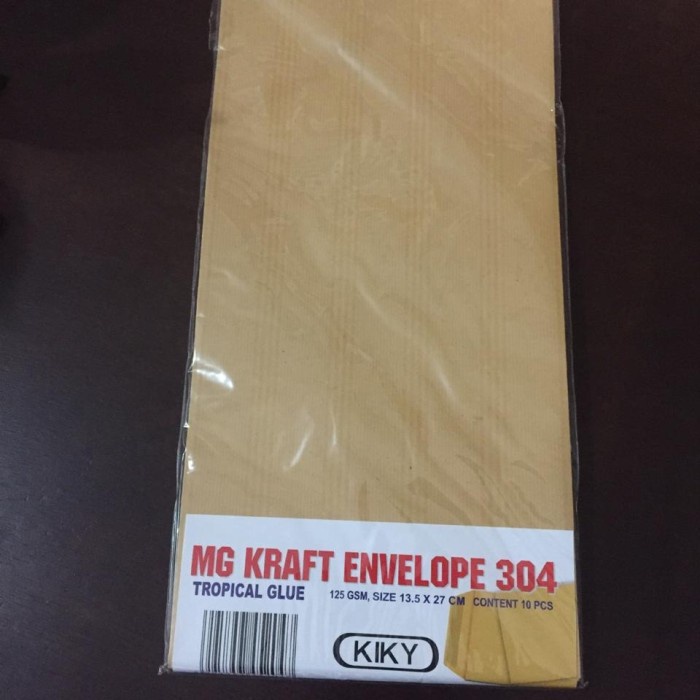 MG KRAFT ENVELOPE 304
TROPICAL GLUE 125 GSM, SIZE 13.5 X 27 CM CONTENT 10 PCS
KIKY